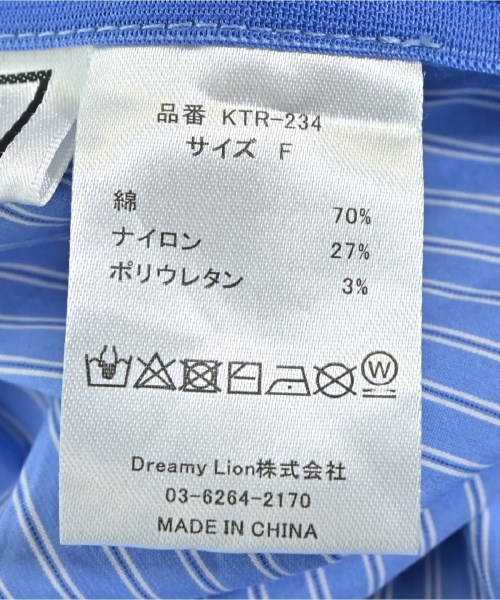 品番 KTR-234
サイズ F
綿 70%
ナイロン 27%
ポリウレタン 3%
W
Dreamy Lion株式会社
03-6264-2170
MADE IN CHINA